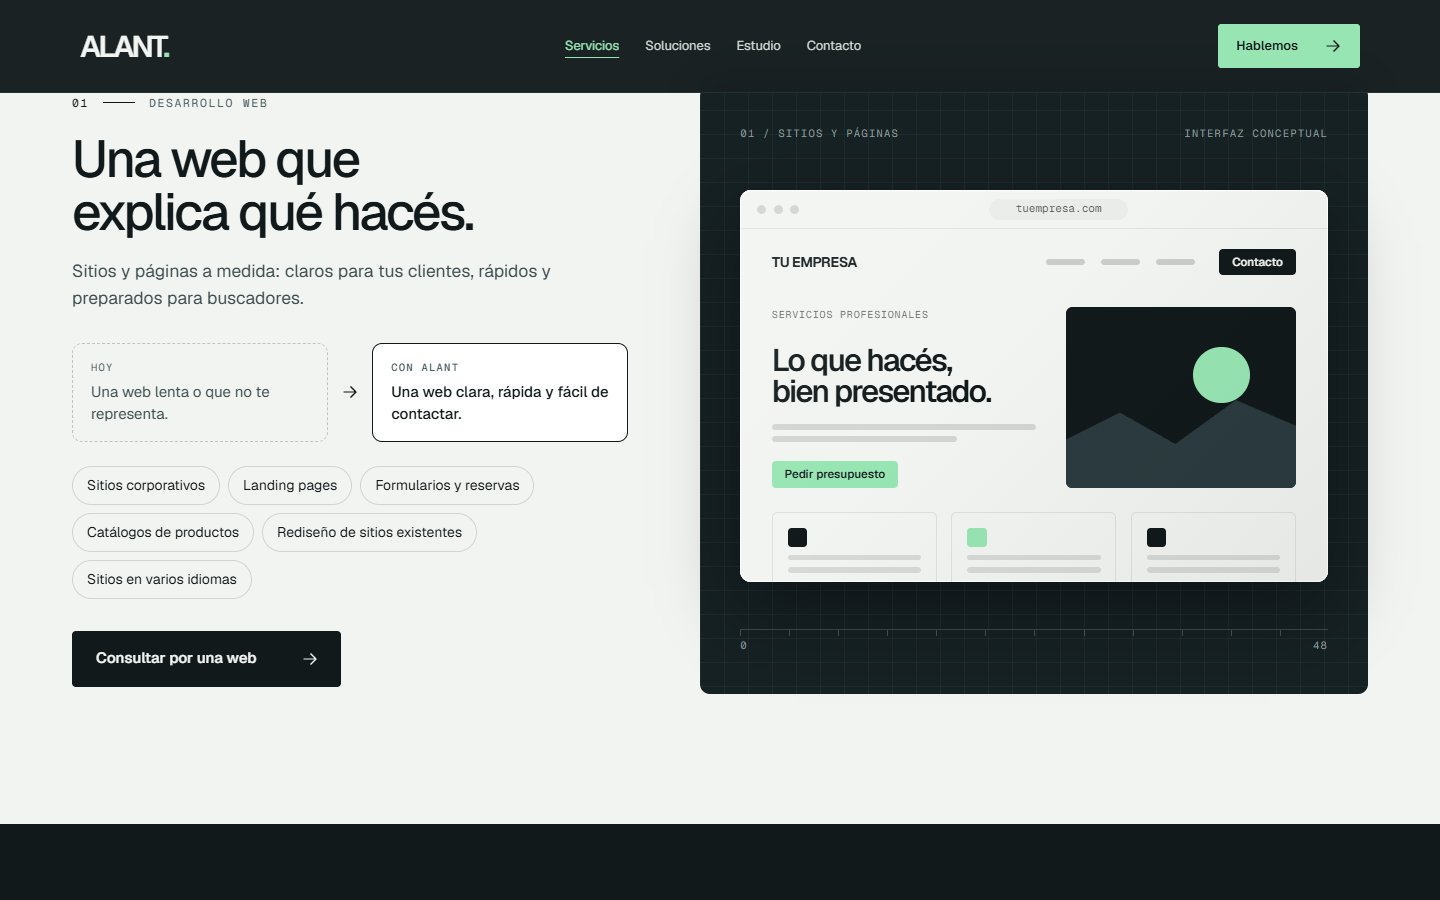 ALANT.
Servicios
Soluciones
Estudio
Contacto
Hablemos
01
DESARROLLO WEB
Una web que
explica qué hacés.
Sitios y páginas a medida: claros para tus clientes, rápidos y
preparados para buscadores.
HOY
Una web lenta o que no te
representa.
CON ALANT
Una web clara, rápida y fácil de
contactar.
Sitios corporativos
Landing pages
Formularios y reservas
Catálogos de productos
Rediseño de sitios existentes
Sitios en varios idiomas
Consultar por una web
01 / SITIOS Y PÁGINAS
INTERFAZ CONCEPTUAL
tuempresa.com
TU EMPRESA
Contacto
SERVICIOS PROFESIONALES
Lo que hacés,
bien presentado.
Pedir presupuesto
0
48